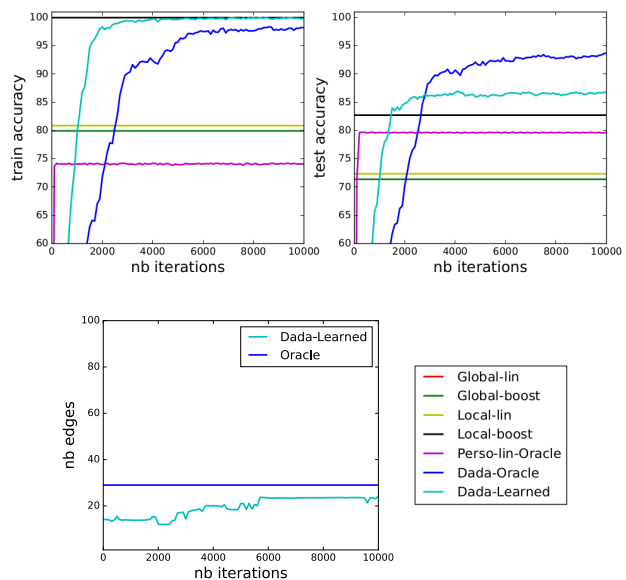 train accuracy
100
95
90
85
80
75
70
65
60
0 2000 4000 6000 8000 10000
nb iterations
test accuracy
100
95
90
85
80
75
70
65
60
0 2000 4000 6000 8000 10000
nb iterations
nb edges
100
80
60
40
20
0 2000 4000 6000 8000 10000
nb iterations
Dada-Learned
Oracle
Global-lin
Global-boost
Local-lin
Local-boost
Perso-lin-Oracle
Dada-Oracle
Dada-Learned